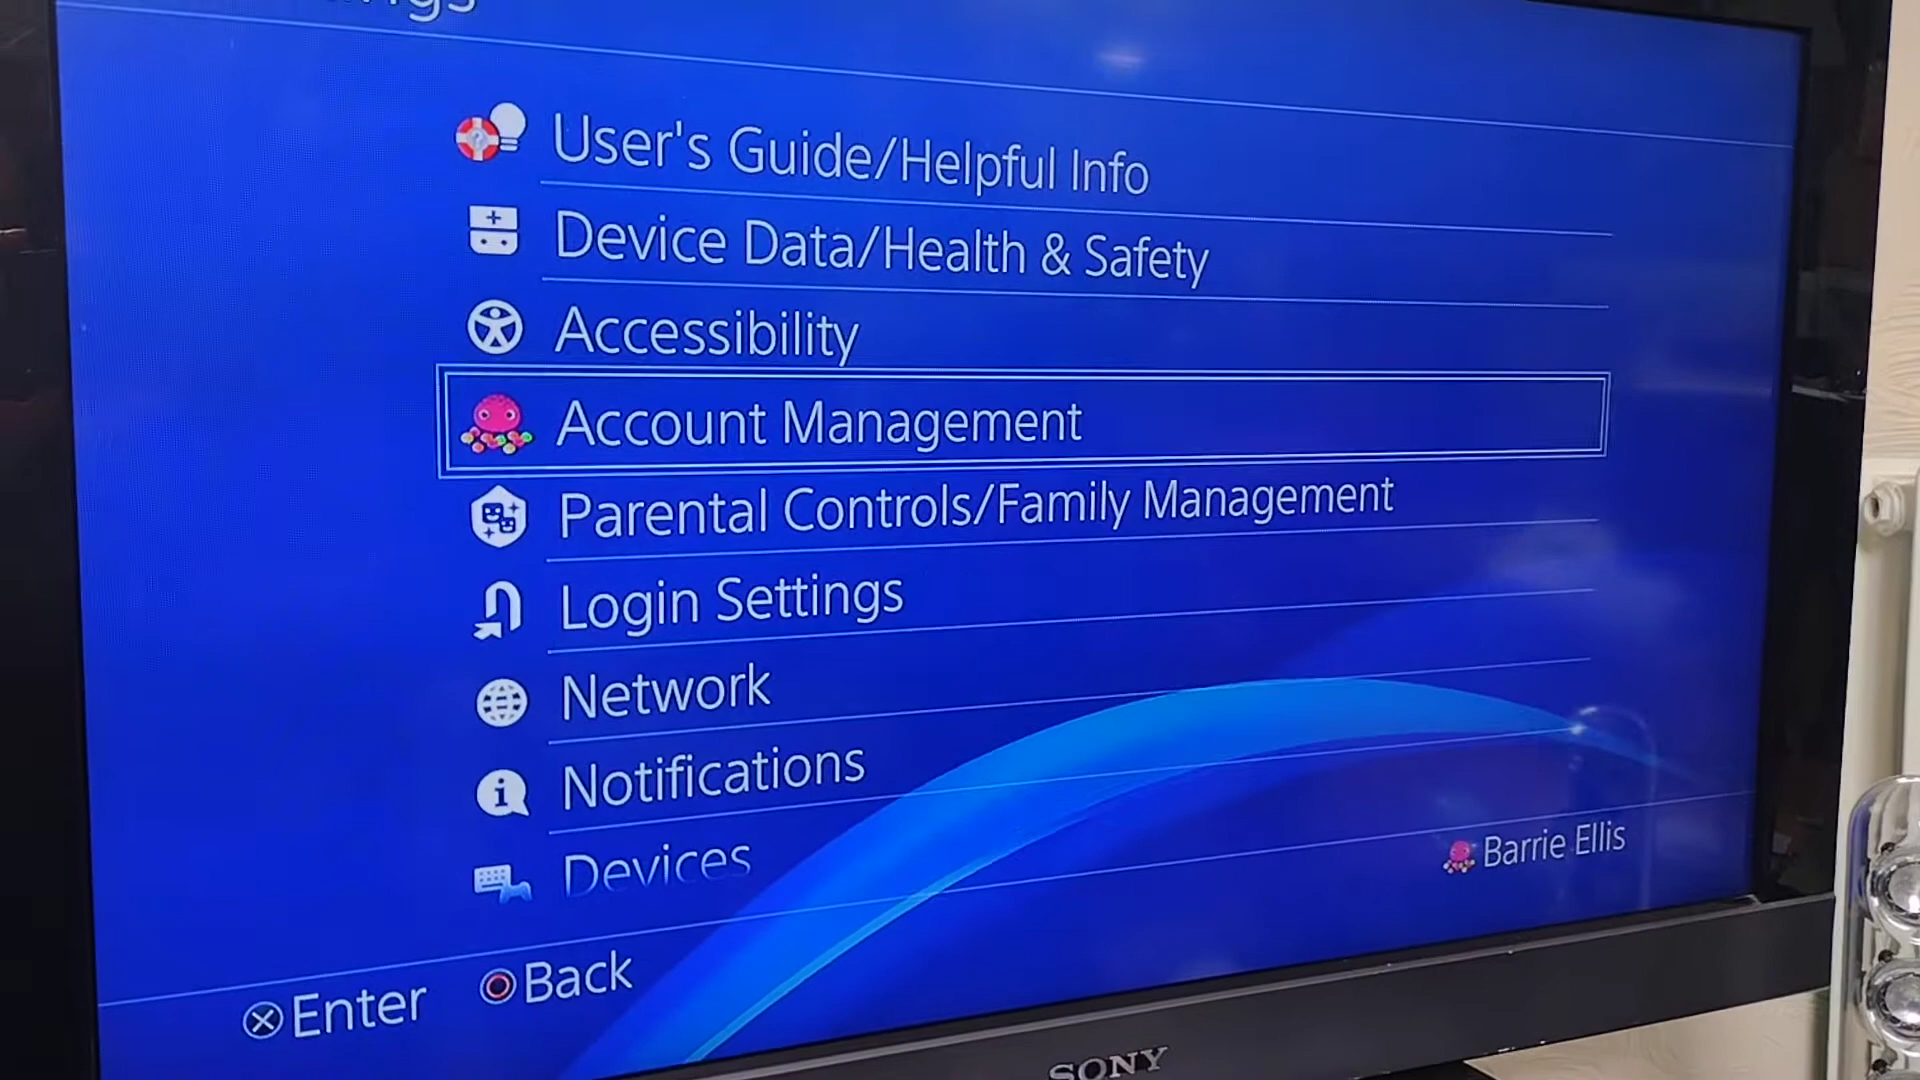 User's Guide/Helpful Info
Device Data/Health & Safety
Accessibility
Account Management
Parental Controls/Family Management
Login Settings
Network
Notifications
Devices
Barrie Ellis
Enter Back
SONY